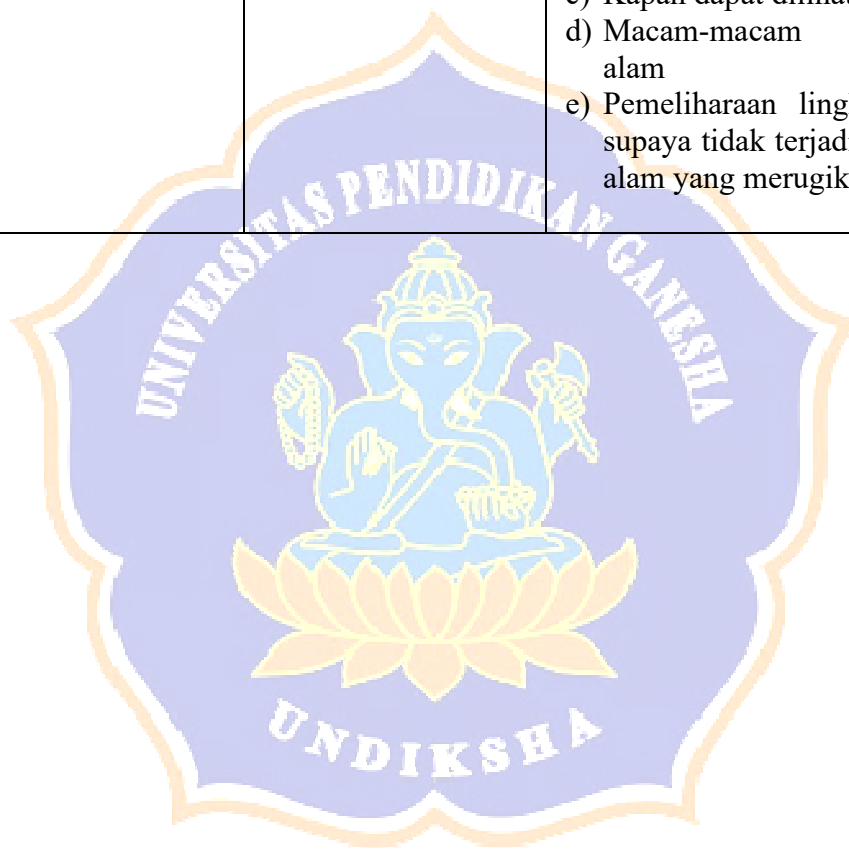 d) Macam-macam
alam
e) Pemeliharaan
supaya tidak
alam yang
UNIVERSITAS PENDIDIKAN GANESHA
UNDIKSHA